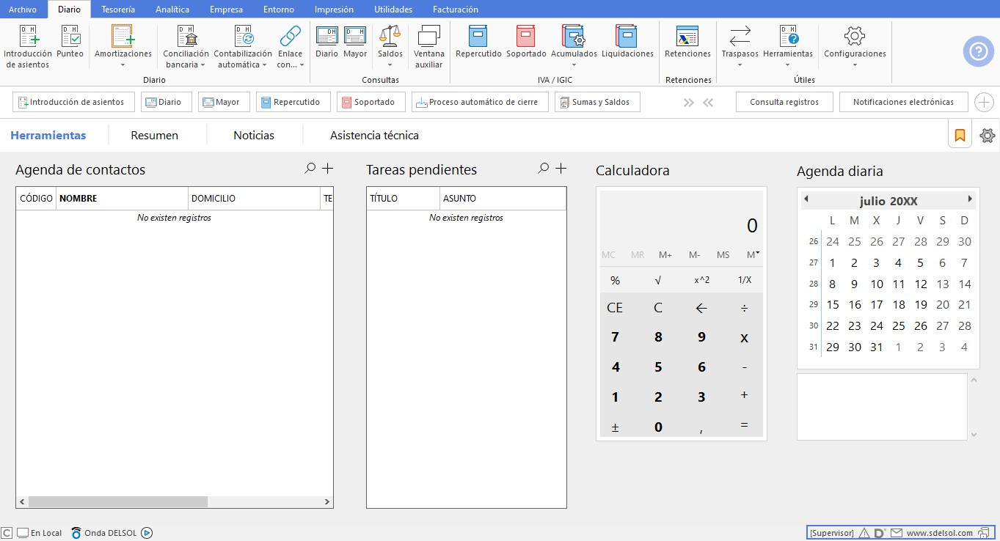 Archivo Diario Tesorería Analítica Empresa Entorno Impresión Utilidades Facturación
D H D H D H D H D H D H D H
Introducción Punteo Amortizaciones Conciliación Contabilización Enlace Diario Mayor Saldos Ventana Repercutido Soportado Acumulados Liquidaciones Retenciones Traspasos Herramientas Configuraciones
de asientos bancaria automática con... auxiliar
Diario Consultas IVA / IGIC Retenciones Útiles
Introducción de asientos Diario Mayor Repercutido Soportado Proceso automático de cierre Sumas y Saldos Consulta registros Notificaciones electrónicas
Herramientas Resumen Noticias Asistencia técnica
Agenda de contactos Tareas pendientes Calculadora Agenda diaria
CÓDIGO NOMBRE DOMICILIO TE
No existen registros
TÍTULO ASUNTO
No existen registros
0
MC MR M+ M- MS M
% √ x^2 1/X
CE C ← ÷
7 8 9 x
4 5 6 -
1 2 3 +
± 0 , =
julio 20XX
L M X J V S D
26 24 25 26 27 28 29 30
27 1 2 3 4 5 6 7
28 8 9 10 11 12 13 14
29 15 16 17 18 19 20 21
30 22 23 24 25 26 27 28
31 29 30 31 1 2 3 4
C En Local Onda DELSOL [Supervisor] D www.sdelsol.com